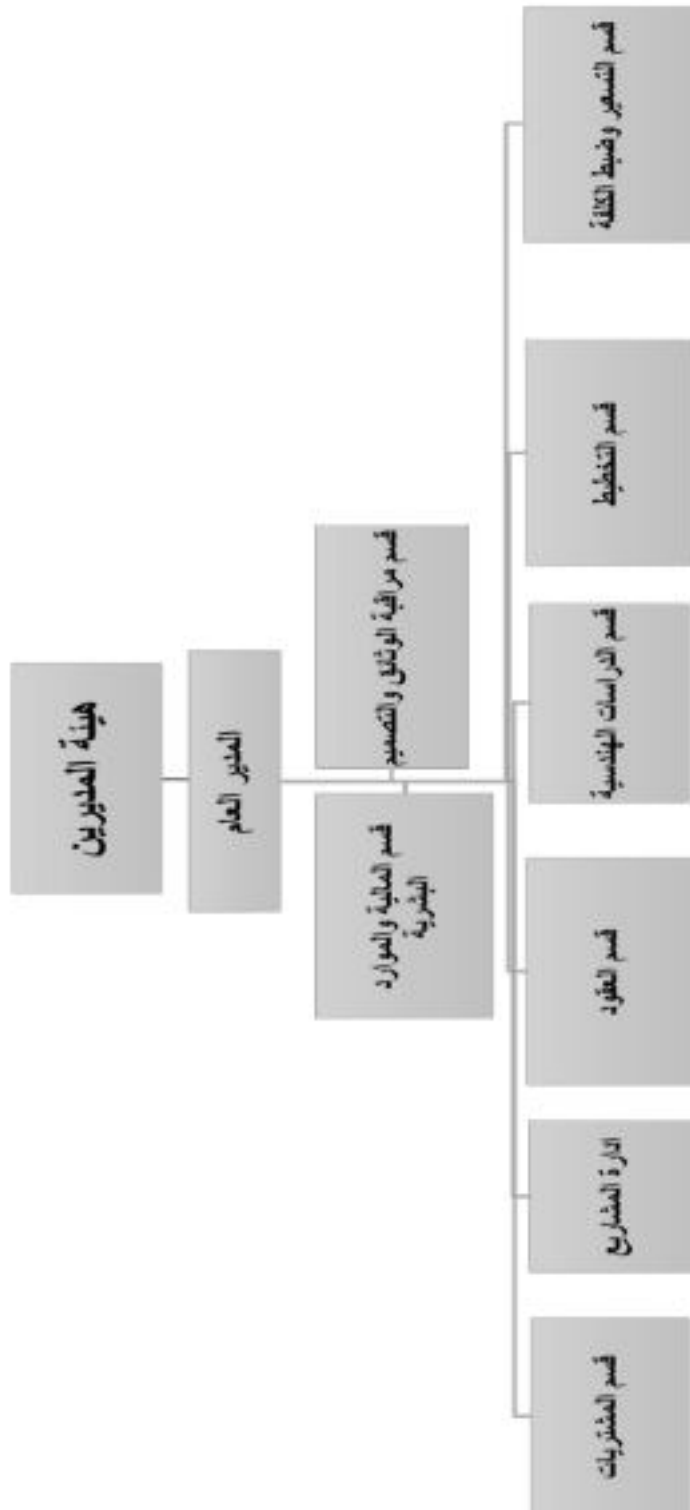 هيئة المديرين
المدير العام
قسم مراقبة الوثائق والتصميم
قسم المالية والموارد
البشرية
قسم التسعير وضبط الكلفة
قسم التخطيط
قسم الدراسات الهندسية
قسم العقود
ادارة المشاريع
قسم المشتريات